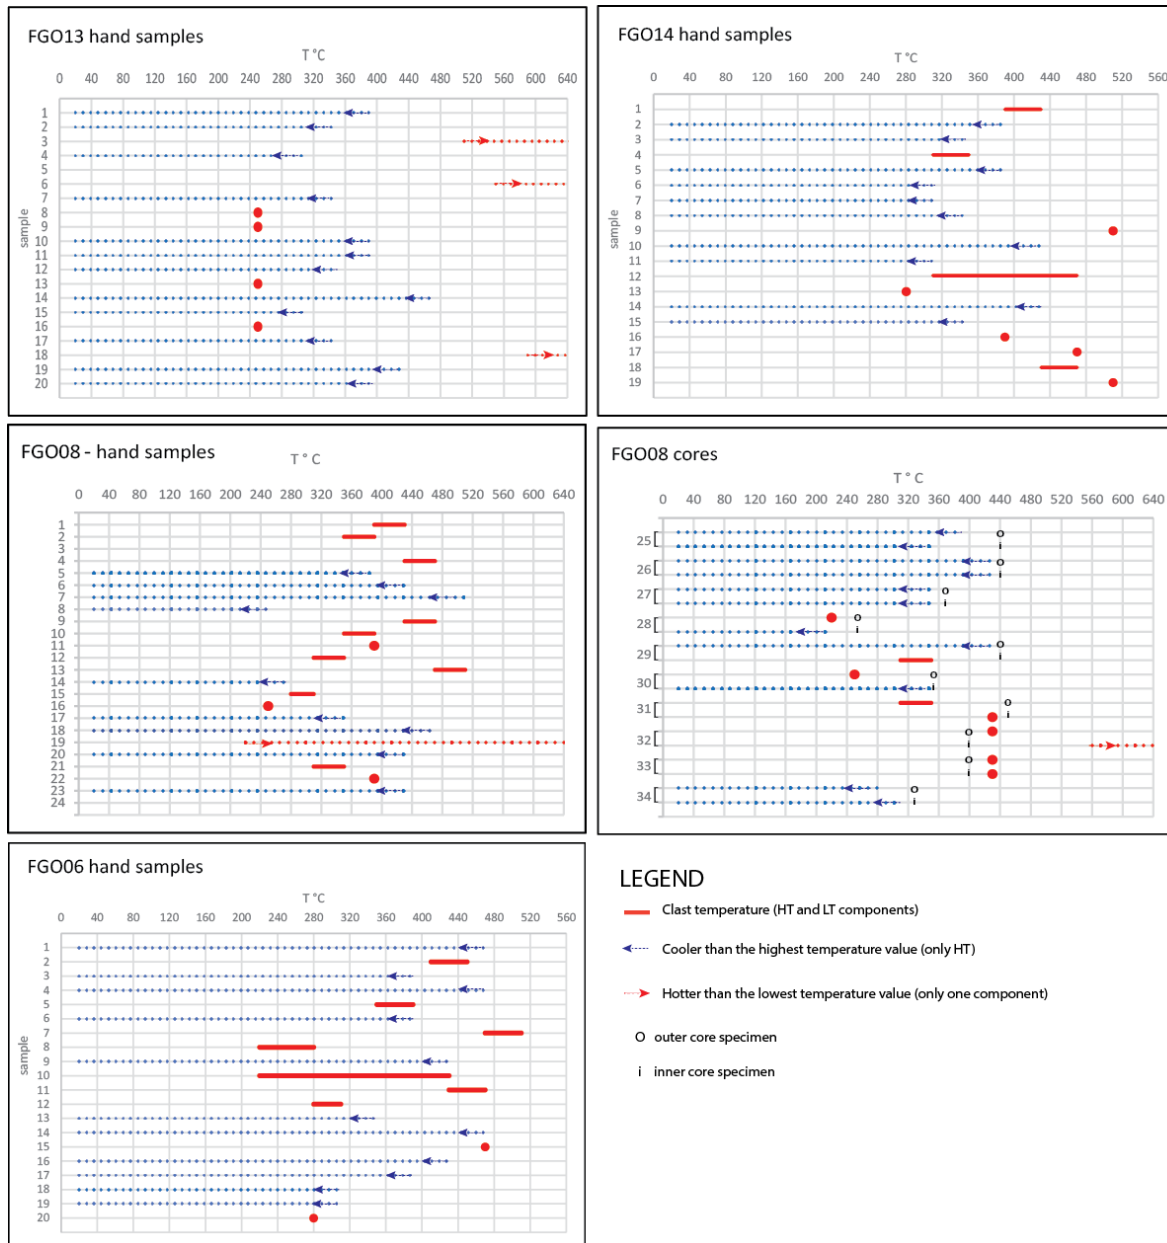 FGO13 hand samples
T °C
0 40 80 120 160 200 240 280 320 360 400 440 480 520 560 600 640
sample
1
2
3
4
5
6
7
8
9
10
11
12
13
14
15
16
17
18
19
20
FGO14 hand samples
T °C
0 40 80 120 160 200 240 280 320 360 400 440 480 520 560
1
2
3
4
5
6
7
8
9
10
11
12
13
14
15
16
17
18
19
FGO08 - hand samples
T °C
0 40 80 120 160 200 240 280 320 360 400 440 480 520 560 600 640
1
2
3
4
5
6
7
8
9
10
11
12
13
14
15
16
17
18
19
20
21
22
23
24
FGO08 cores
T °C
0 40 80 120 160 200 240 280 320 360 400 440 480 520 560 600 640
25 [ o
i
26 [ o
i
27 [ o
i
28 [ o
i
29 [ o
i
30 [ o
i
31 [ o
i
32 [ o
i
33 [ o
i
34 [ o
i
FGO06 hand samples
T °C
0 40 80 120 160 200 240 280 320 360 400 440 480 520 560
sample
1
2
3
4
5
6
7
8
9
10
11
12
13
14
15
16
17
18
19
20
LEGEND
Clast temperature (HT and LT components)
Cooler than the highest temperature value (only HT)
Hotter than the lowest temperature value (only one component)
O outer core specimen
i inner core specimen